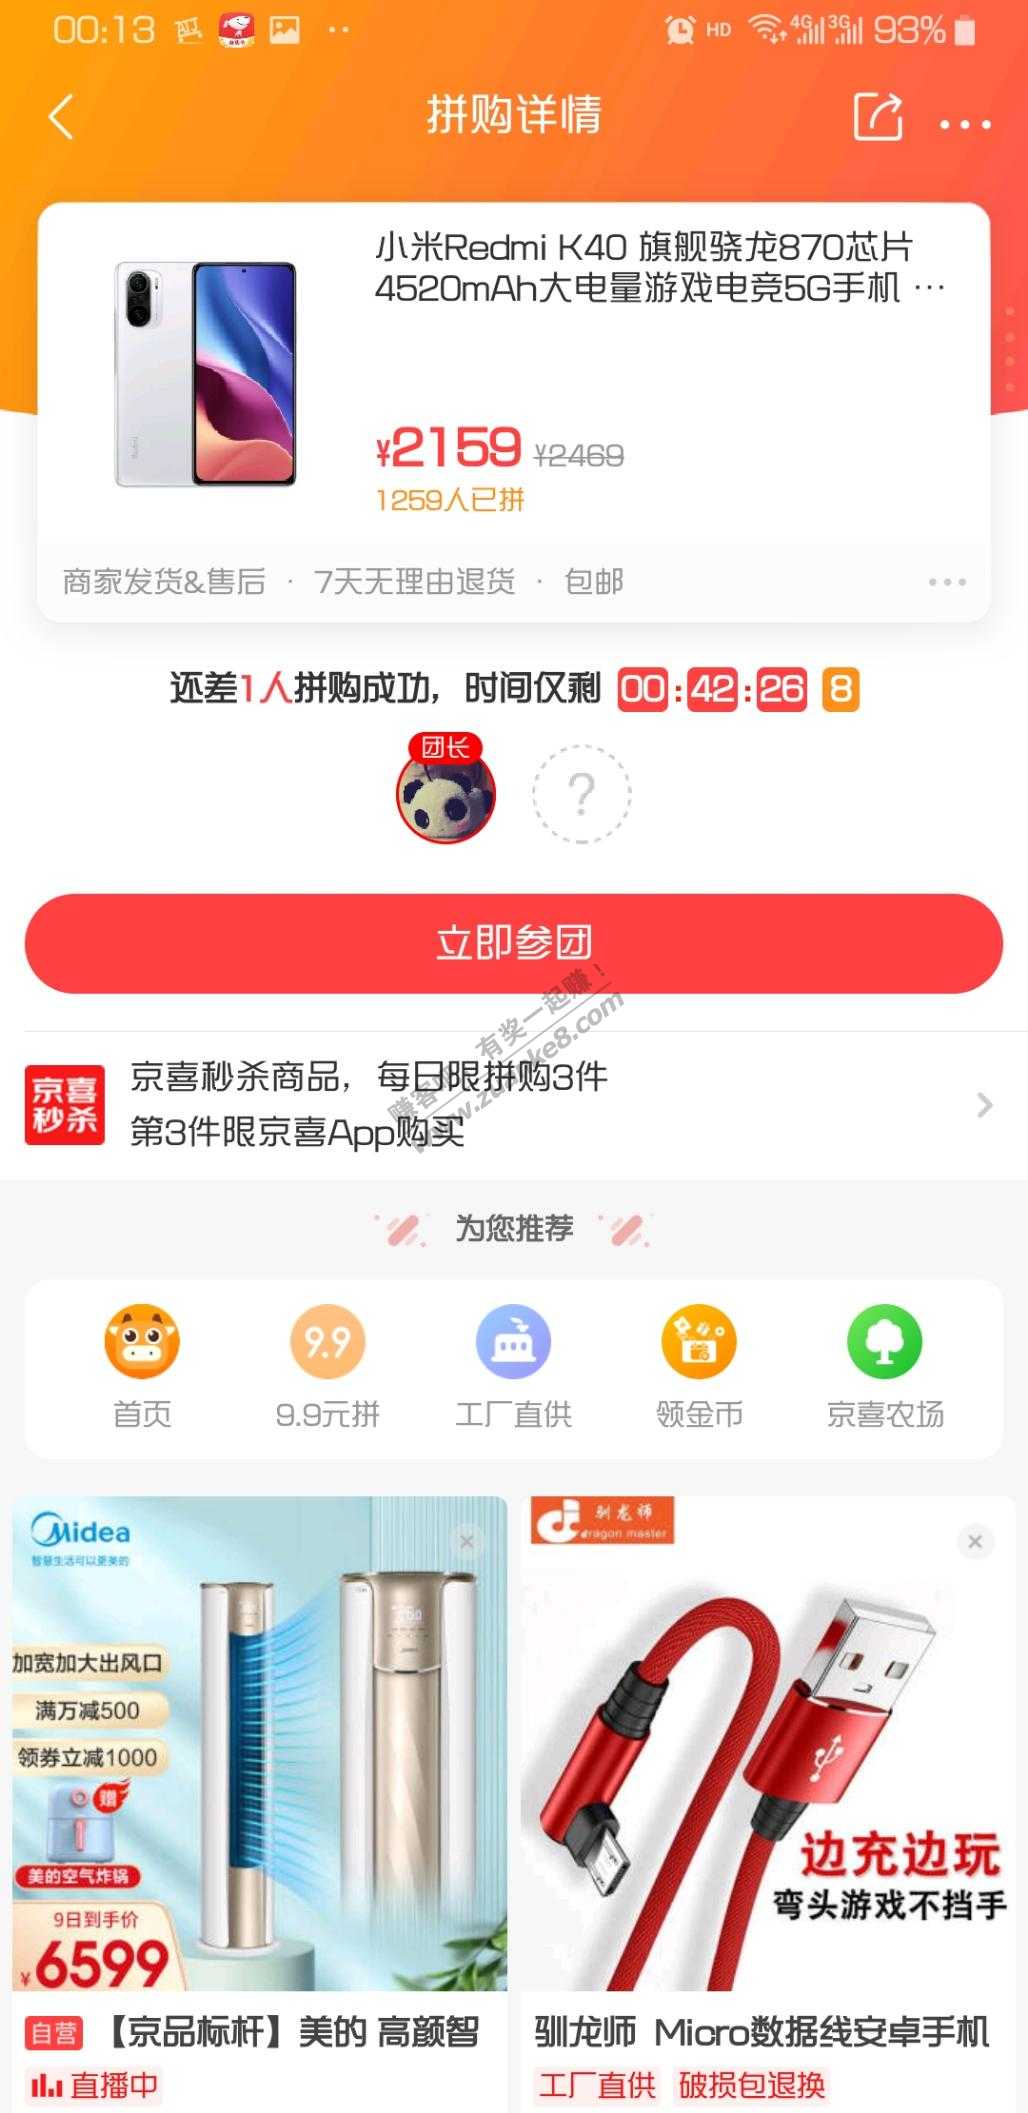 00:13
HD 4G 3G 93%
拼购详情
小米Redmi K40 旗舰骁龙870芯片
4520mAh大电量游戏电竞5G手机 ···
¥2159 ¥2469
1259人已拼
商家发货&售后 · 7天无理由退货 · 包邮
还差1人拼购成功，时间仅剩 00:42:26 8
团长
?
立即参团
赚客吧 有奖一起赚！
www.zuanke8.com
京喜秒杀
京喜秒杀商品，每日限拼购3件
第3件限京喜App购买
为您推荐
9.9
首页 9.9元拼 工厂直供 领金币 京喜农场
Midea
智慧生活可以更美的
加宽加大出风口
满万减500
领券立减1000
赠
美的空气炸锅
9日到手价
¥6599
自营 【京品标杆】美的 高颜智
直播中
驯龙师
dragon master
边充边玩
弯头游戏不挡手
驯龙师 Micro数据线安卓手机
工厂直供 破损包退换